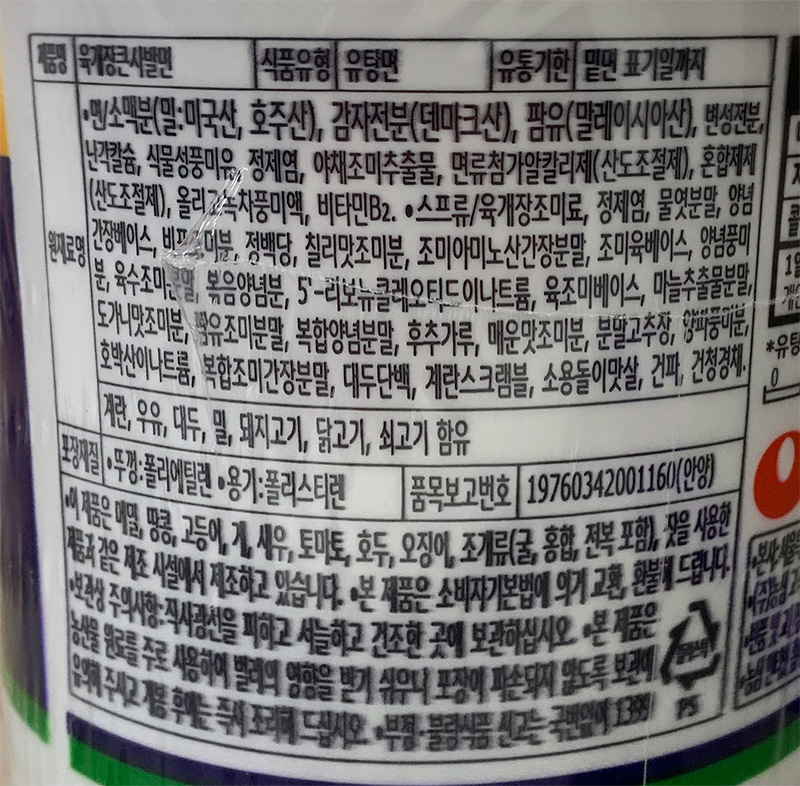 제품명 육개장큰사발면 식품유형 유탕면 유통기한 밑면 표기일까지
원재료명
•면/소맥분(밀:미국산, 호주산), 감자전분(덴마크산), 팜유(말레이시아산), 변성전분,
난각칼슘, 식물성풍미유, 정제염, 야채조미추출물, 면류첨가알칼리제(산도조절제), 혼합제제
(산도조절제), 올리고녹차풍미액, 비타민B2. •스프류/육개장조미료, 정제염, 물엿분말, 양념
간장베이스, 정백당, 칠리맛조미분, 조미아미노산간장분말, 조미육베이스, 양념풍미
분, 육수조미분말, 볶음양념분, 5'-리보뉴클레오티드이나트륨, 육조미베이스, 마늘추출물분말,
도가니맛조미분, 팜유조미분말, 복합양념분말, 후추가류, 매운맛조미분, 분말고추장, 양파풍미분,
호박산이나트륨, 복합조미간장분말, 대두단백, 계란스크램블, 소용돌이맛살, 건파, 건청경채.
계란, 우유, 대두, 밀, 돼지고기, 닭고기, 쇠고기 함유
포장재질 •뚜껑:폴리에틸렌 •용기:폴리스티렌 품목보고번호 19760342001160(안양)
•이 제품은 메밀, 땅콩, 고등어, 게, 새우, 토마토, 호두, 오징어, 조개류(굴, 홍합, 전복 포함), 잣을 사용한
제품과 같은 제조 시설에서 제조하고 있습니다. •본 제품은 소비자기본법에 의거 교환, 환불해 드립니다.
•보관상 주의사항:직사광선을 피하고 서늘하고 건조한 곳에 보관하십시오. •본 제품은
농산물 원료를 주로 사용하여 벌레의 영향을 받기 쉬우니 포장이 파손되지 않도록 보관에
유의해 주시고 개봉 후에는 즉시 조리해 드십시오. •부정·불량식품 신고는 국번없이 1399
PS
1일
*유탕
0